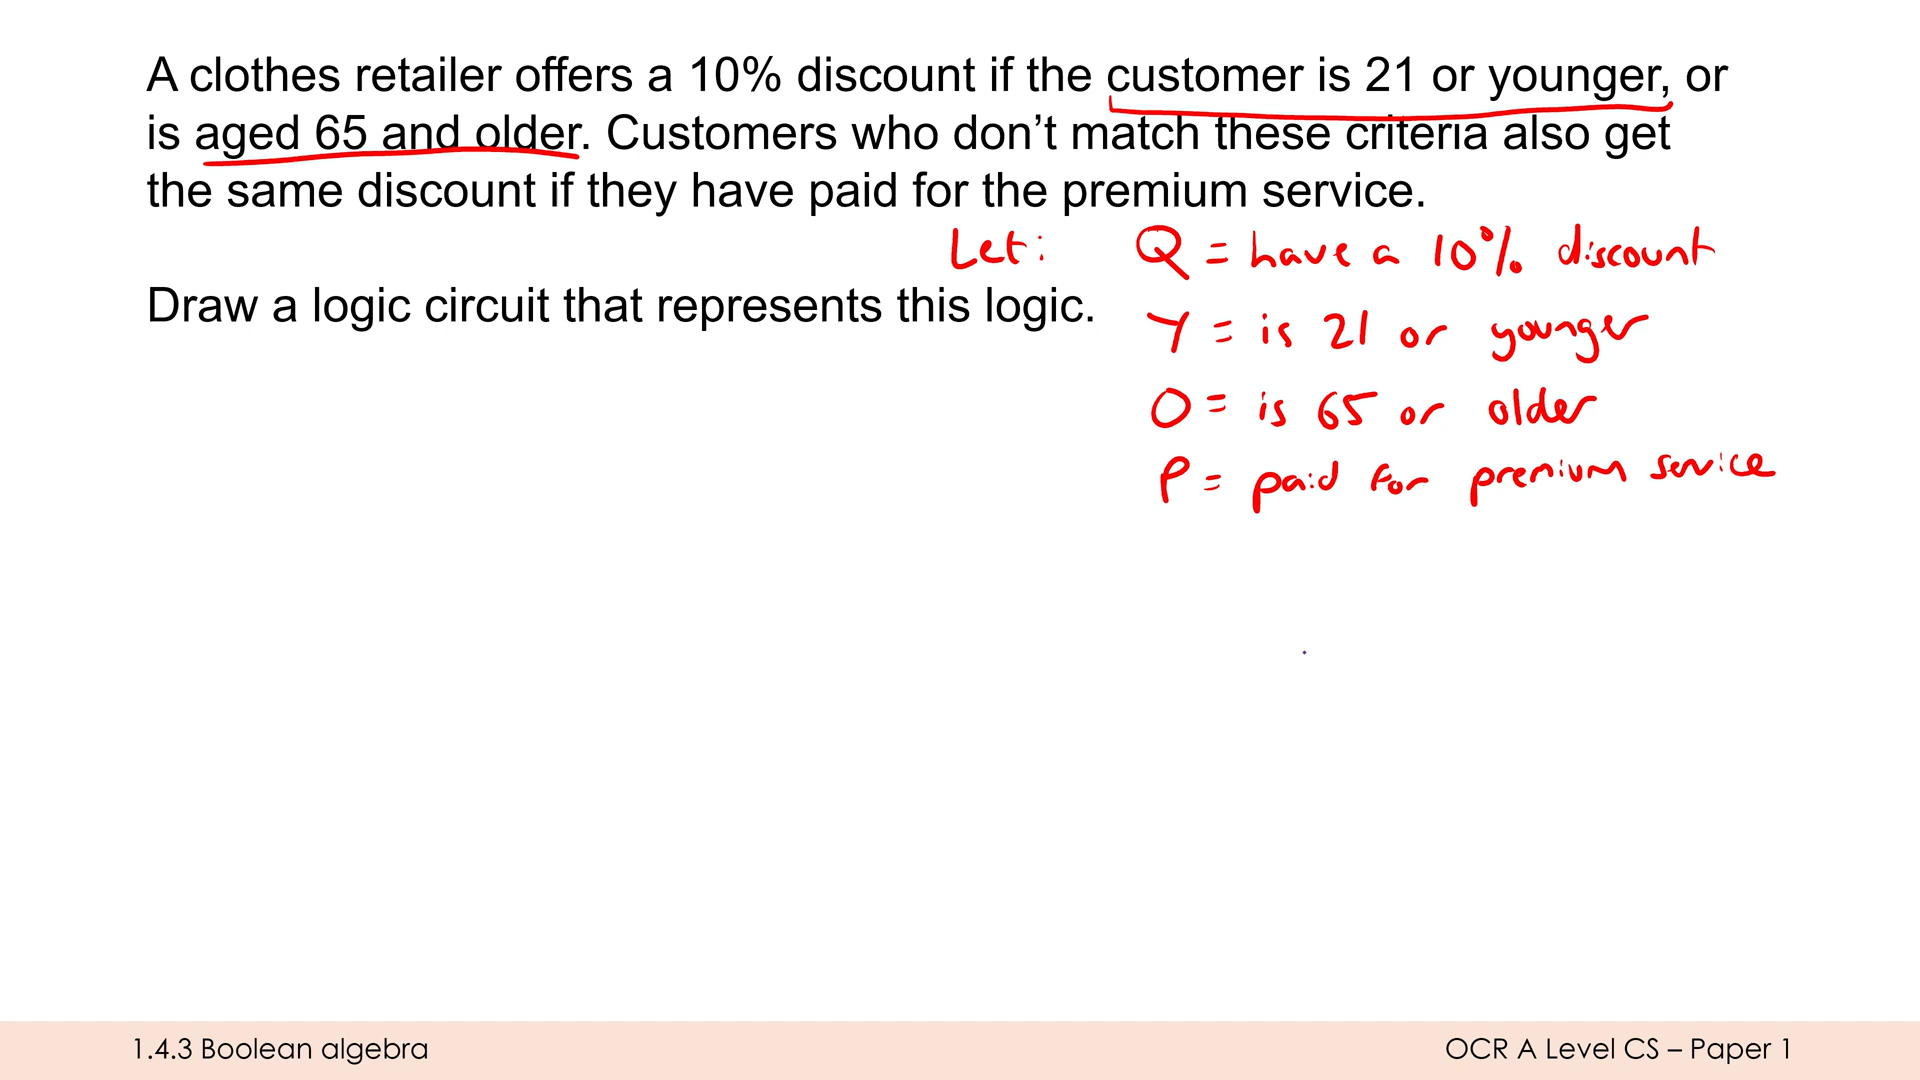 A clothes retailer offers a 10% discount if the customer is 21 or younger, or
is aged 65 and older. Customers who don’t match these criteria also get
the same discount if they have paid for the premium service.
Let: Q = have a 10% discount
Draw a logic circuit that represents this logic.
Y = is 21 or younger
O = is 65 or older
P = paid for premium service
1.4.3 Boolean algebra
OCR A Level CS – Paper 1